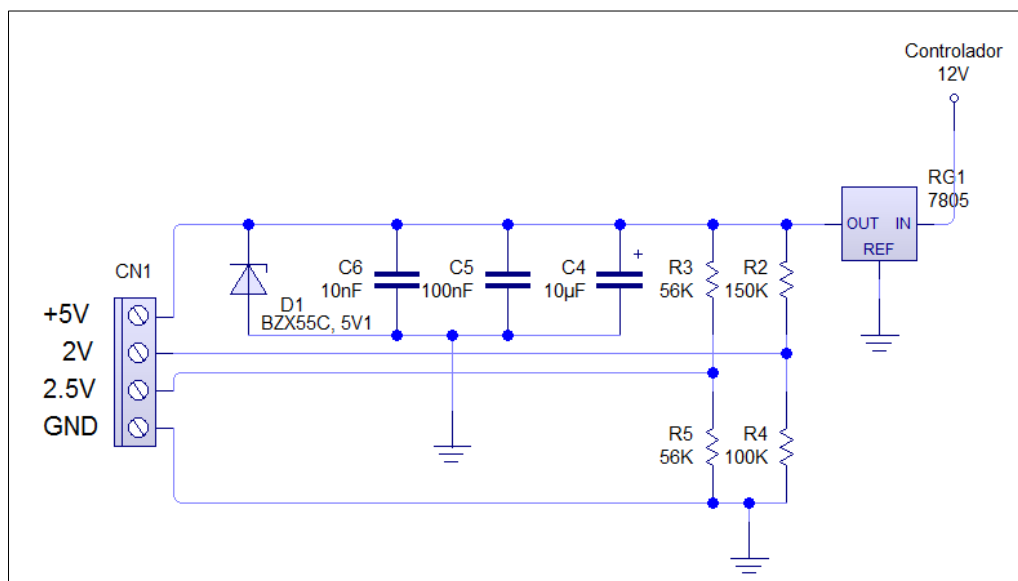 Controlador
12V
RG1
7805
OUT IN
REF
CN1
+5V
2V
2.5V
GND
D1
BZX55C, 5V1
C6
10nF
C5
100nF
C4
10µF
+
R3
56K
R2
150K
R5
56K
R4
100K